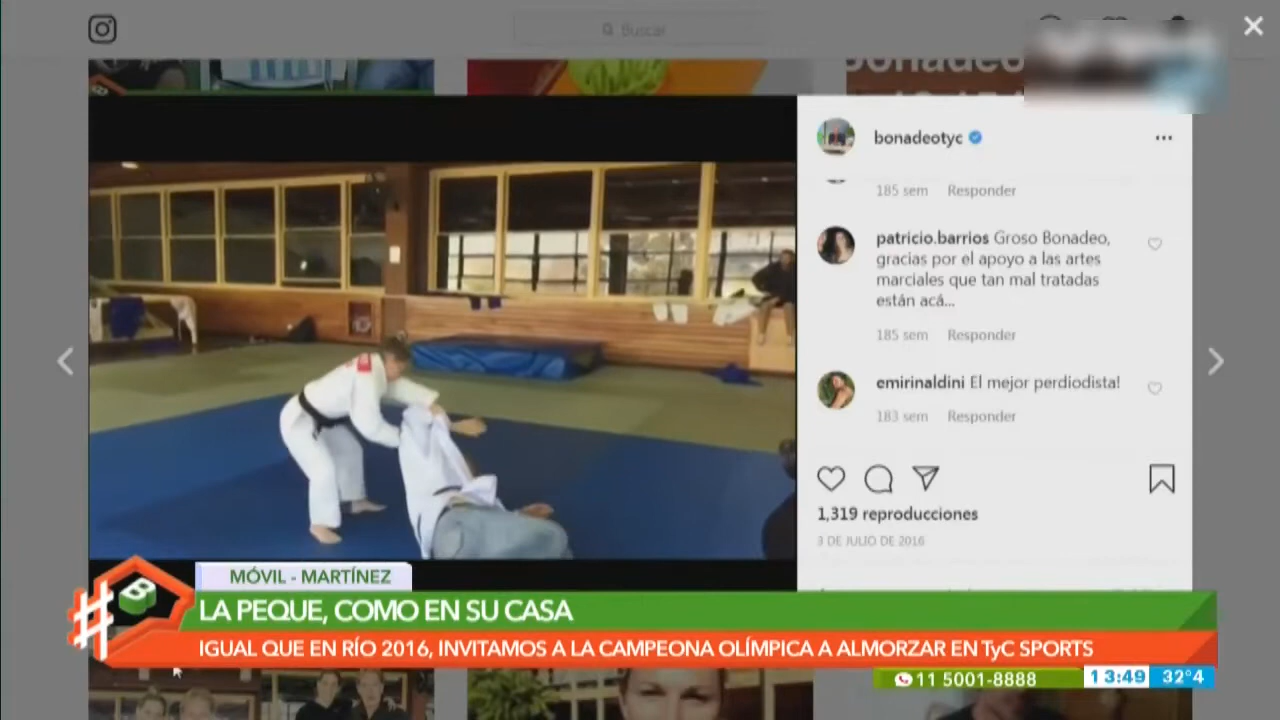 Buscar
Bonadeo
bonadeotyc
185 sem Responder
patricio.barrios Groso Bonadeo,
gracias por el apoyo a las artes
marciales que tan mal tratadas
están acá...
185 sem Responder
emirinaldini El mejor perdiodista!
183 sem Responder
1,319 reproducciones
3 DE JULIO DE 2016
# B
MÓVIL - MARTÍNEZ
LA PEQUE, COMO EN SU CASA
IGUAL QUE EN RÍO 2016, INVITAMOS A LA CAMPEONA OLÍMPICA A ALMORZAR EN TyC SPORTS
11 5001-8888 13:49 32°4